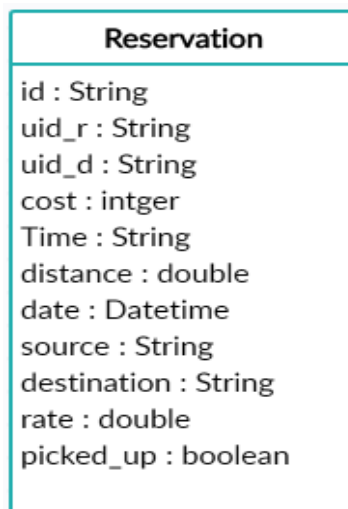 Reservation
id : String
uid_r : String
uid_d : String
cost : intger
Time : String
distance : double
date : Datetime
source : String
destination : String
rate : double
picked_up : boolean